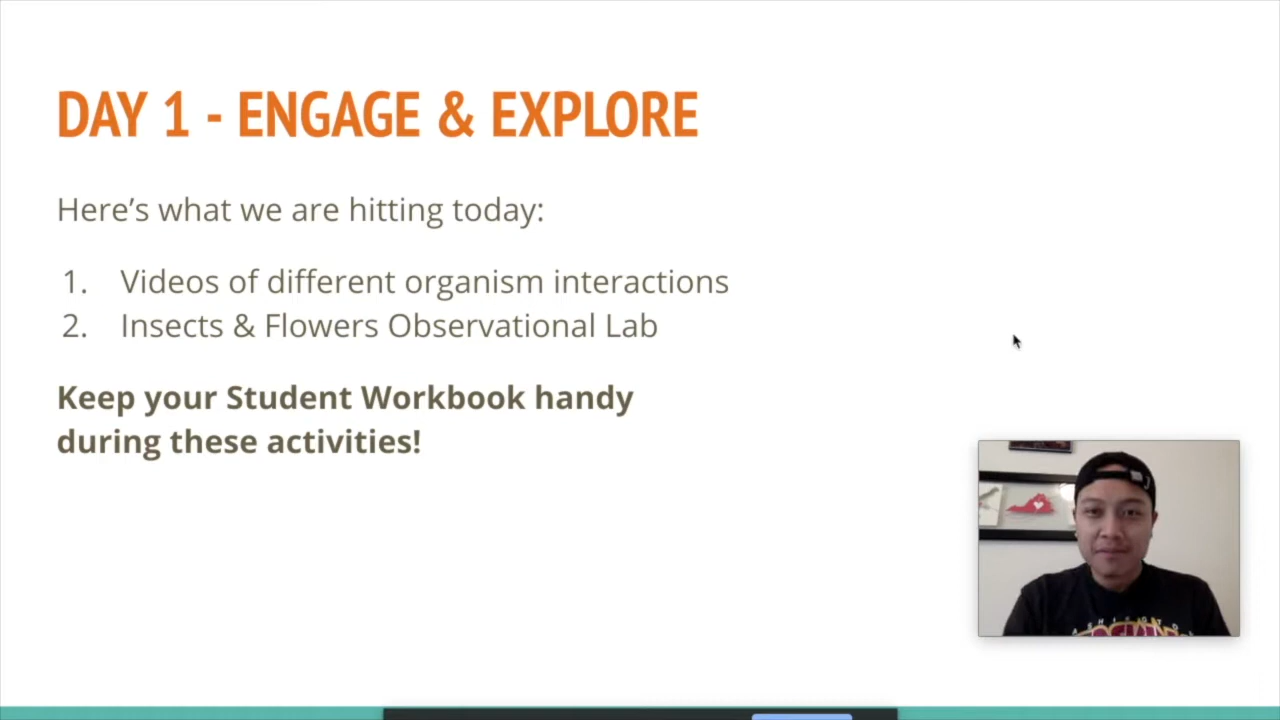 DAY 1 - ENGAGE & EXPLORE
Here’s what we are hitting today:
1. Videos of different organism interactions
2. Insects & Flowers Observational Lab
Keep your Student Workbook handy
during these activities!